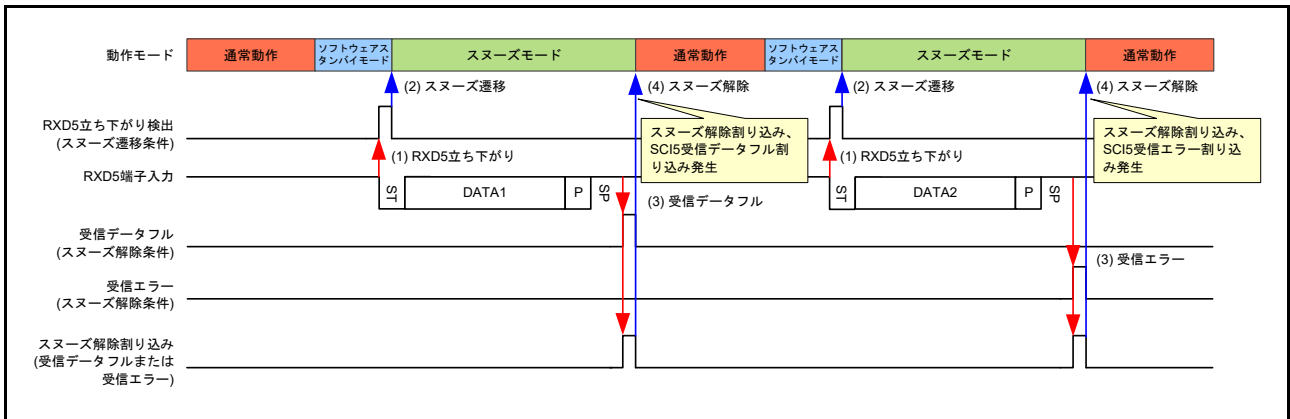 動作モード
通常動作
ソフトウェアス
タンバイモード
スヌーズモード
通常動作
ソフトウェアス
タンバイモード
スヌーズモード
通常動作
(2) スヌーズ遷移
(4) スヌーズ解除
(2) スヌーズ遷移
(4) スヌーズ解除
RXD5立ち下がり検出
(スヌーズ遷移条件)
スヌーズ解除割り込み、
SCI5受信データフル割
り込み発生
スヌーズ解除割り込み、
SCI5受信エラー割り込
み発生
(1) RXD5立ち下がり
(1) RXD5立ち下がり
RXD5端子入力
ST
DATA1
P
SP
ST
DATA2
P
SP
(3) 受信データフル
受信データフル
(スヌーズ解除条件)
(3) 受信エラー
受信エラー
(スヌーズ解除条件)
スヌーズ解除割り込み
(受信データフルまたは
受信エラー)